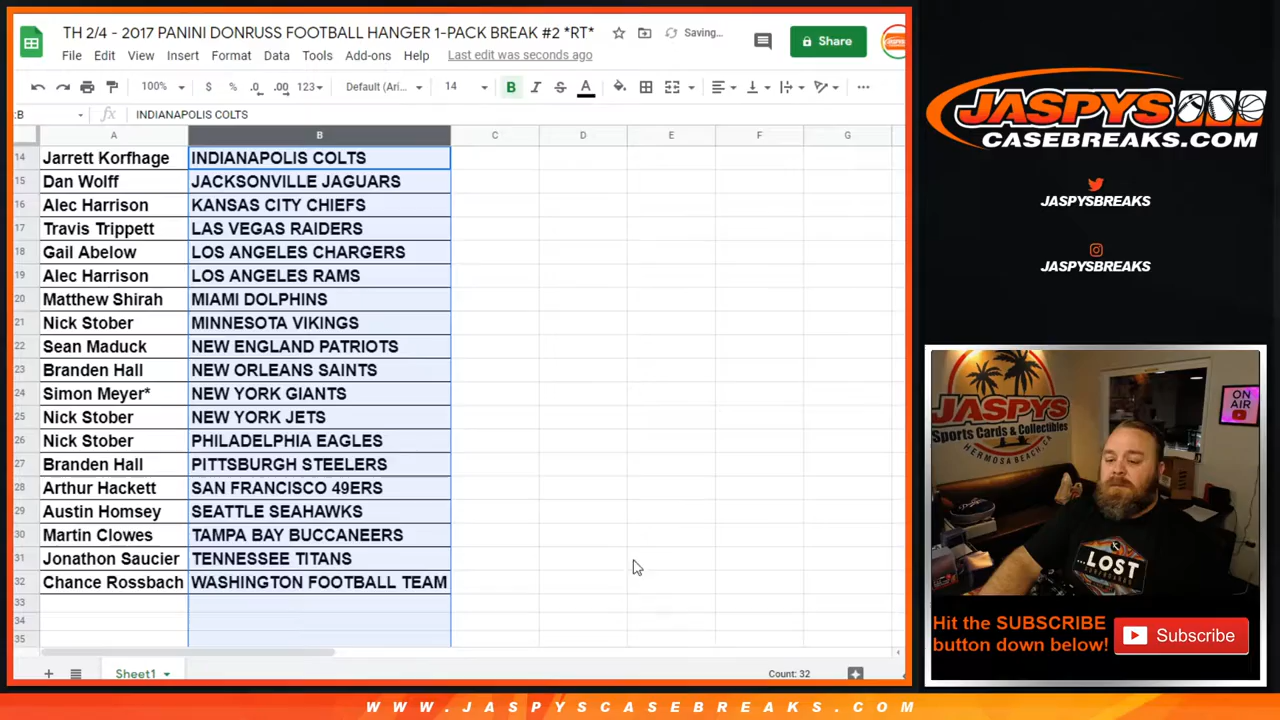 TH 2/4 - 2017 PANINI DONRUSS FOOTBALL HANGER 1-PACK BREAK #2 *RT*
Saving...
Share
File Edit View Insert Format Data Tools Add-ons Help Last edit was seconds ago
100% $ % .0 .00 123 Default (Ari... 14 B I S A
:B fx INDIANAPOLIS COLTS
A B C D E F G
14 Jarrett Korfhage INDIANAPOLIS COLTS
15 Dan Wolff JACKSONVILLE JAGUARS
16 Alec Harrison KANSAS CITY CHIEFS
17 Travis Trippett LAS VEGAS RAIDERS
18 Gail Abelow LOS ANGELES CHARGERS
19 Alec Harrison LOS ANGELES RAMS
20 Matthew Shirah MIAMI DOLPHINS
21 Nick Stober MINNESOTA VIKINGS
22 Sean Maduck NEW ENGLAND PATRIOTS
23 Branden Hall NEW ORLEANS SAINTS
24 Simon Meyer* NEW YORK GIANTS
25 Nick Stober NEW YORK JETS
26 Nick Stober PHILADELPHIA EAGLES
27 Branden Hall PITTSBURGH STEELERS
28 Arthur Hackett SAN FRANCISCO 49ERS
29 Austin Homsey SEATTLE SEAHAWKS
30 Martin Clowes TAMPA BAY BUCCANEERS
31 Jonathon Saucier TENNESSEE TITANS
32 Chance Rossbach WASHINGTON FOOTBALL TEAM
33
34
35
Sheet1
Count: 32
JASPYS
CASEBREAKS.COM
JASPYSBREAKS
JASPYSBREAKS
JASPYS
Sports Cards & Collectibles
HERMOSA BEACH, CA
ON
AIR
...LOST
Hit the SUBSCRIBE
button down below!
Subscribe
WWW.JASPYSCASEBREAKS.COM